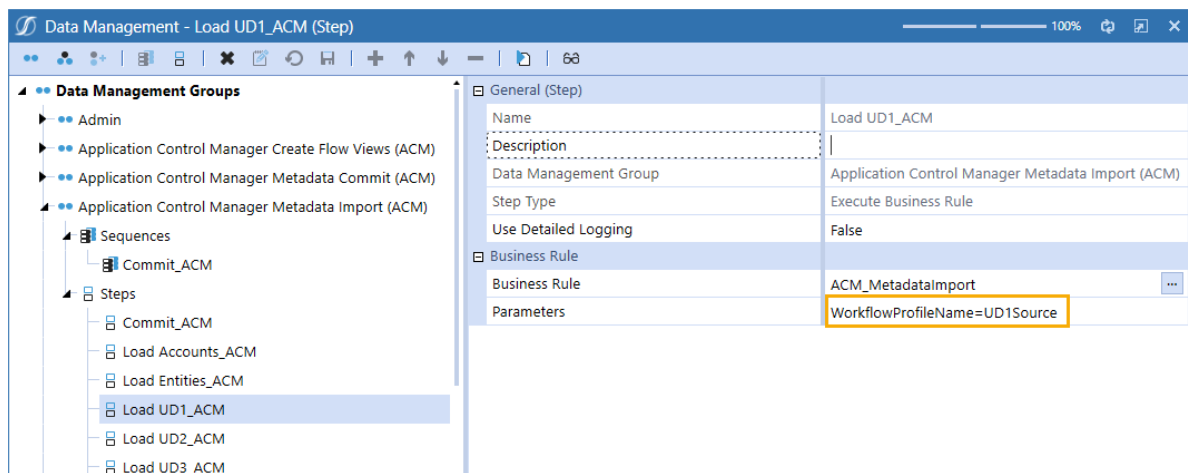 Data Management - Load UD1_ACM (Step)
100%
Data Management Groups
Admin
Application Control Manager Create Flow Views (ACM)
Application Control Manager Metadata Commit (ACM)
Application Control Manager Metadata Import (ACM)
Sequences
Commit_ACM
Steps
Commit_ACM
Load Accounts_ACM
Load Entities_ACM
Load UD1_ACM
Load UD2_ACM
Load UD3_ACM
General (Step)
Name Load UD1_ACM
Description
Data Management Group Application Control Manager Metadata Import (ACM)
Step Type Execute Business Rule
Use Detailed Logging False
Business Rule
Business Rule ACM_MetadataImport ...
Parameters WorkflowProfileName=UD1Source